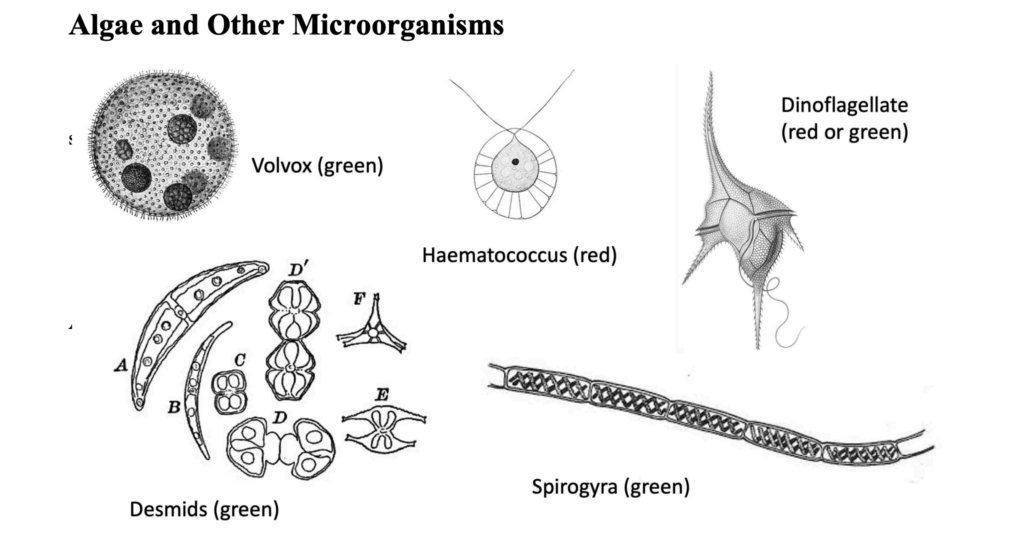 Algae and Other Microorganisms
Dinoflagellate
(red or green)
Volvox (green)
Haematococcus (red)
D'
F
A
C
B
E
D
Spirogyra (green)
Desmids (green)